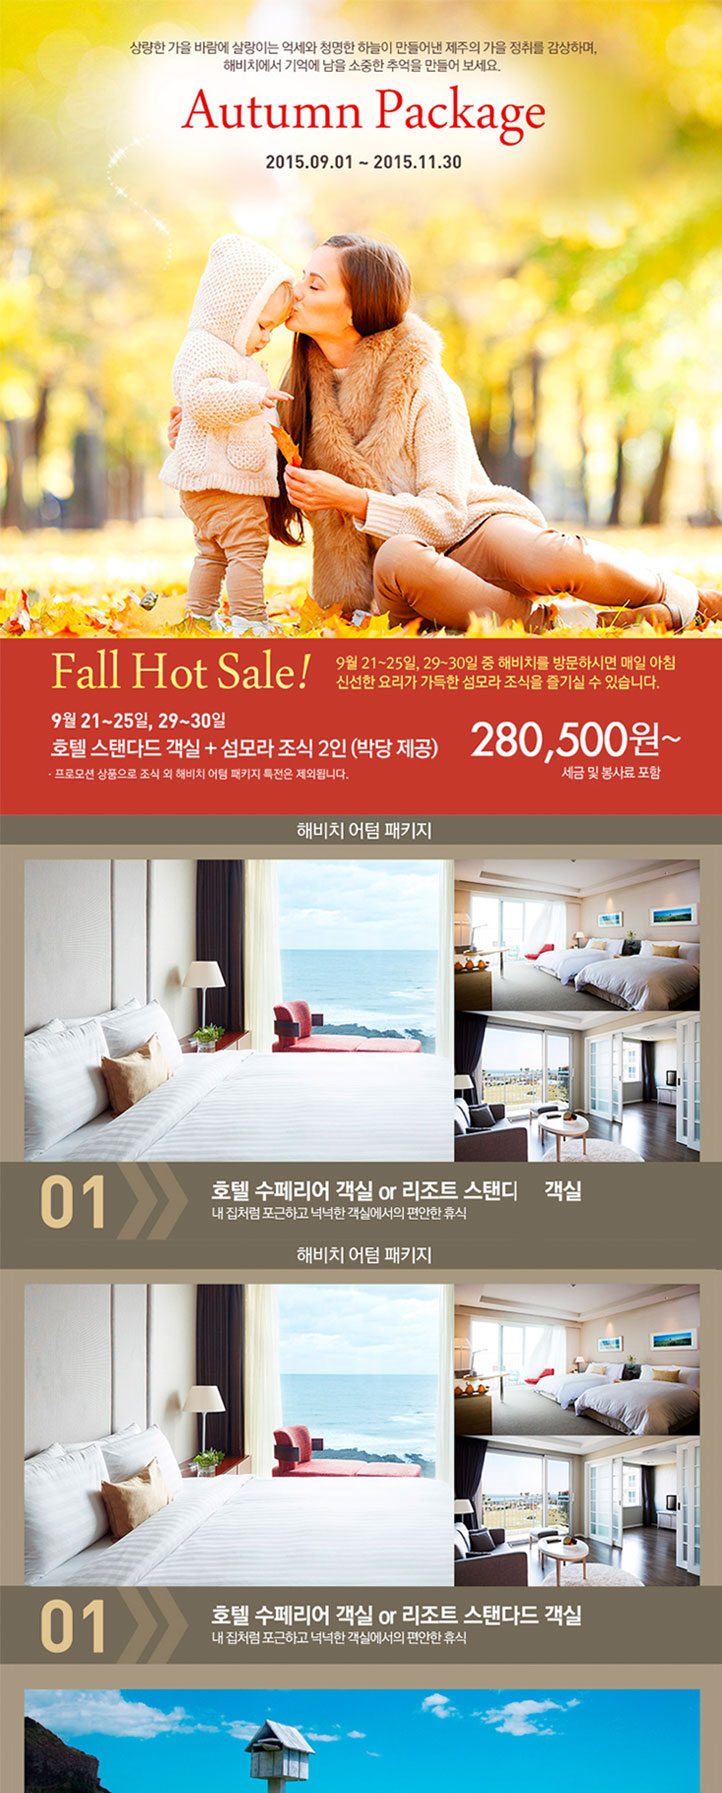 상량한 가을 바람에 살랑이는 억세와 청명한 하늘이 만들어낸 제주의 가을 정취를 감상하며,
해비치에서 기억에 남을 소중한 추억을 만들어 보세요.
Autumn Package
2015.09.01 ~ 2015.11.30
Fall Hot Sale!
9월 21~25일, 29~30일 중 해비치를 방문하시면 매일 아침
신선한 요리가 가득한 섬모라 조식을 즐기실 수 있습니다.
9월 21~25일, 29~30일
호텔 스탠다드 객실 + 섬모라 조식 2인 (박당 제공)
· 프로모션 상품으로 조식 외 해비치 어텀 패키지 특전은 제외됩니다.
280,500원~
세금 및 봉사료 포함
해비치 어텀 패키지
01
호텔 수페리어 객실 or 리조트 스탠디 객실
내 집처럼 포근하고 넉넉한 객실에서의 편안한 휴식
해비치 어텀 패키지
01
호텔 수페리어 객실 or 리조트 스탠다드 객실
내 집처럼 포근하고 넉넉한 객실에서의 편안한 휴식